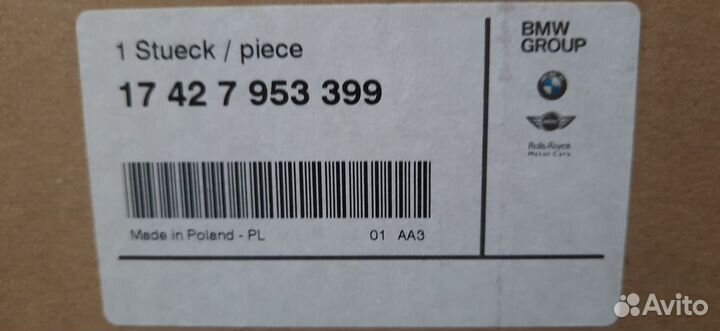 1 Stueck / piece
17 42 7 953 399
Made in Poland - PL
01 AA3
BMW
GROUP
Rolls-Royce
Motor Cars
Avito